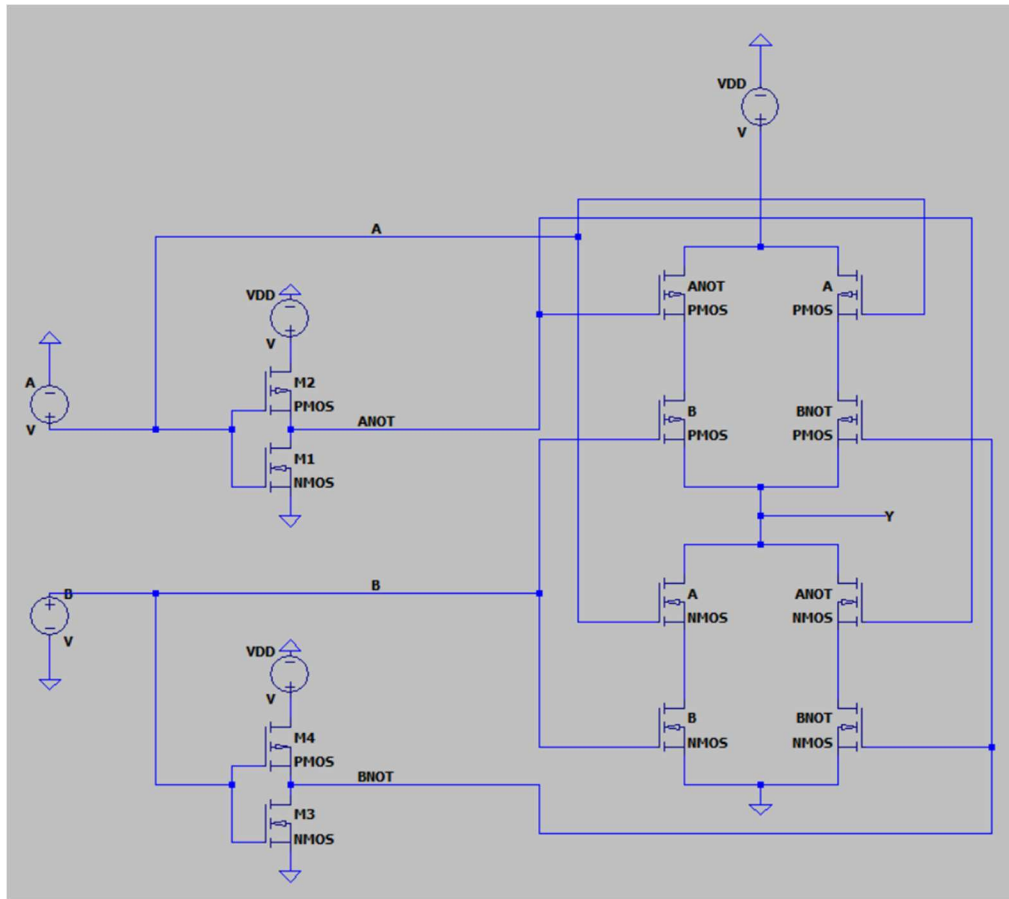 VDD
V
A
ANOT
PMOS
A
PMOS
VDD
V
A
V
M2
PMOS
ANOT
B
PMOS
BNOT
PMOS
M1
NMOS
Y
B
B
V
A
NMOS
ANOT
NMOS
VDD
V
B
NMOS
BNOT
NMOS
M4
PMOS
BNOT
M3
NMOS